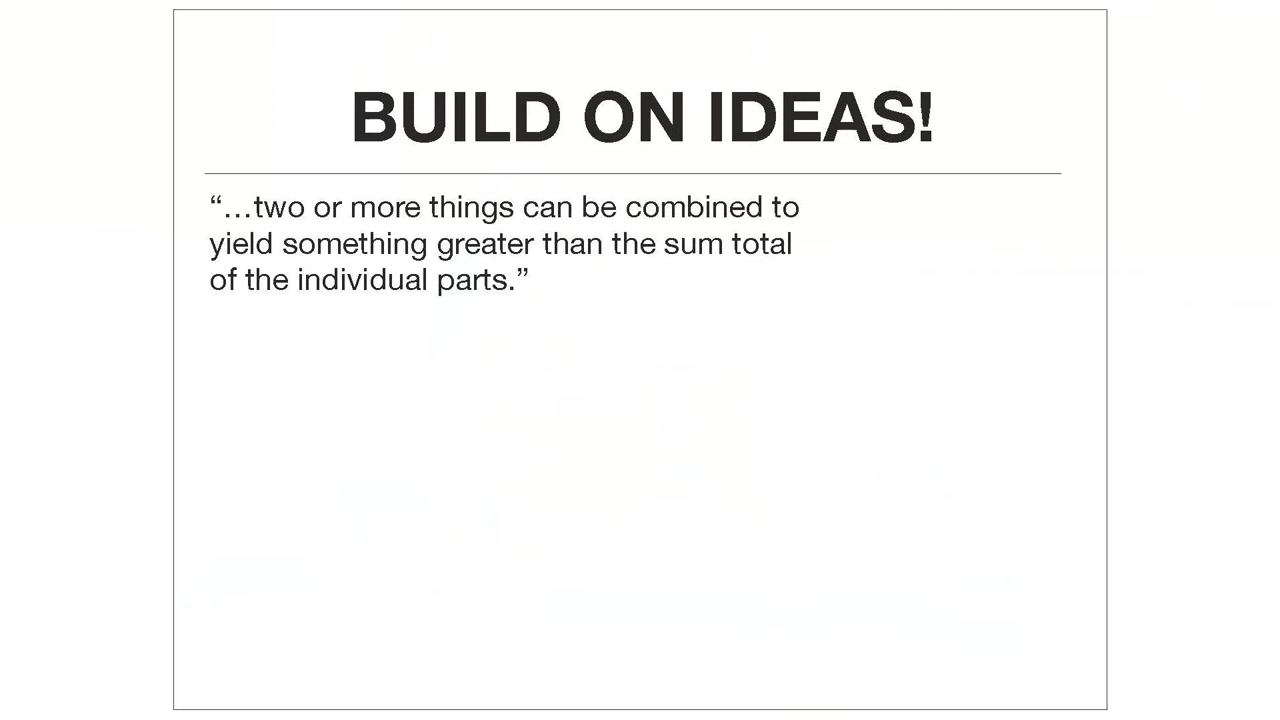 BUILD ON IDEAS!
“…two or more things can be combined to
yield something greater than the sum total
of the individual parts.”